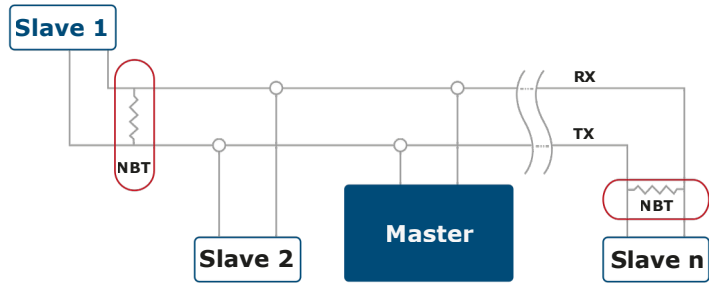 Slave 1
RX
TX
NBT
NBT
Master
Slave 2
Slave n